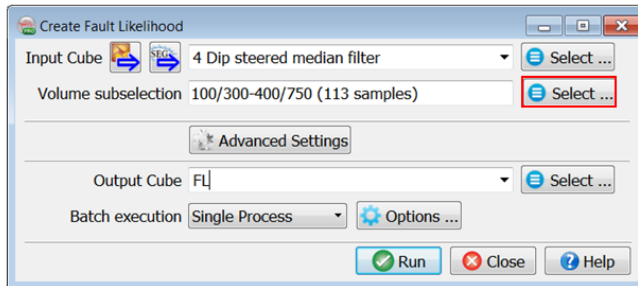 Create Fault Likelihood
Input Cube SEGY 4 Dip steered median filter Select ...
Volume subselection 100/300-400/750 (113 samples) Select ...
Advanced Settings
Output Cube FL Select ...
Batch execution Single Process Options ...
Run Close Help